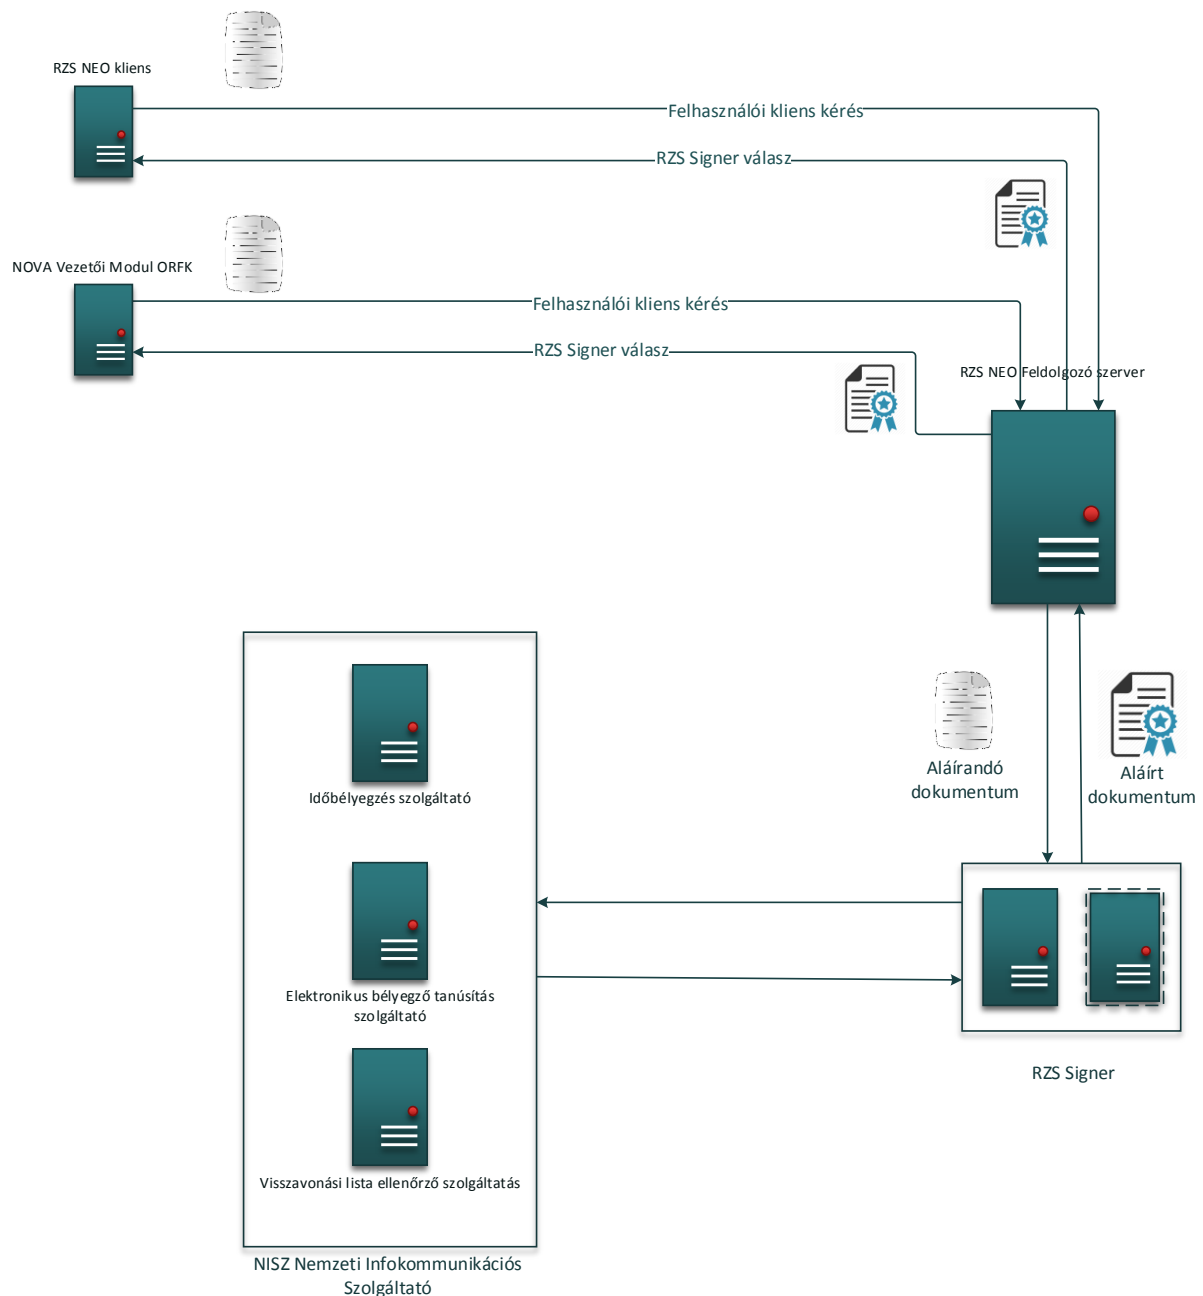 RZS NEO kliens
Felhasználói kliens kérés
RZS Signer válasz
NOVA Vezetői Modul ORFK
Felhasználói kliens kérés
RZS Signer válasz
RZS NEO Feldolgozó szerver
Aláírandó
dokumentum
Aláírt
dokumentum
Időbélyegzés szolgáltató
Elektronikus bélyegző tanúsítás
szolgáltató
RZS Signer
Visszavonási lista ellenőrző szolgáltatás
NISZ Nemzeti Infokommunikációs
Szolgáltató